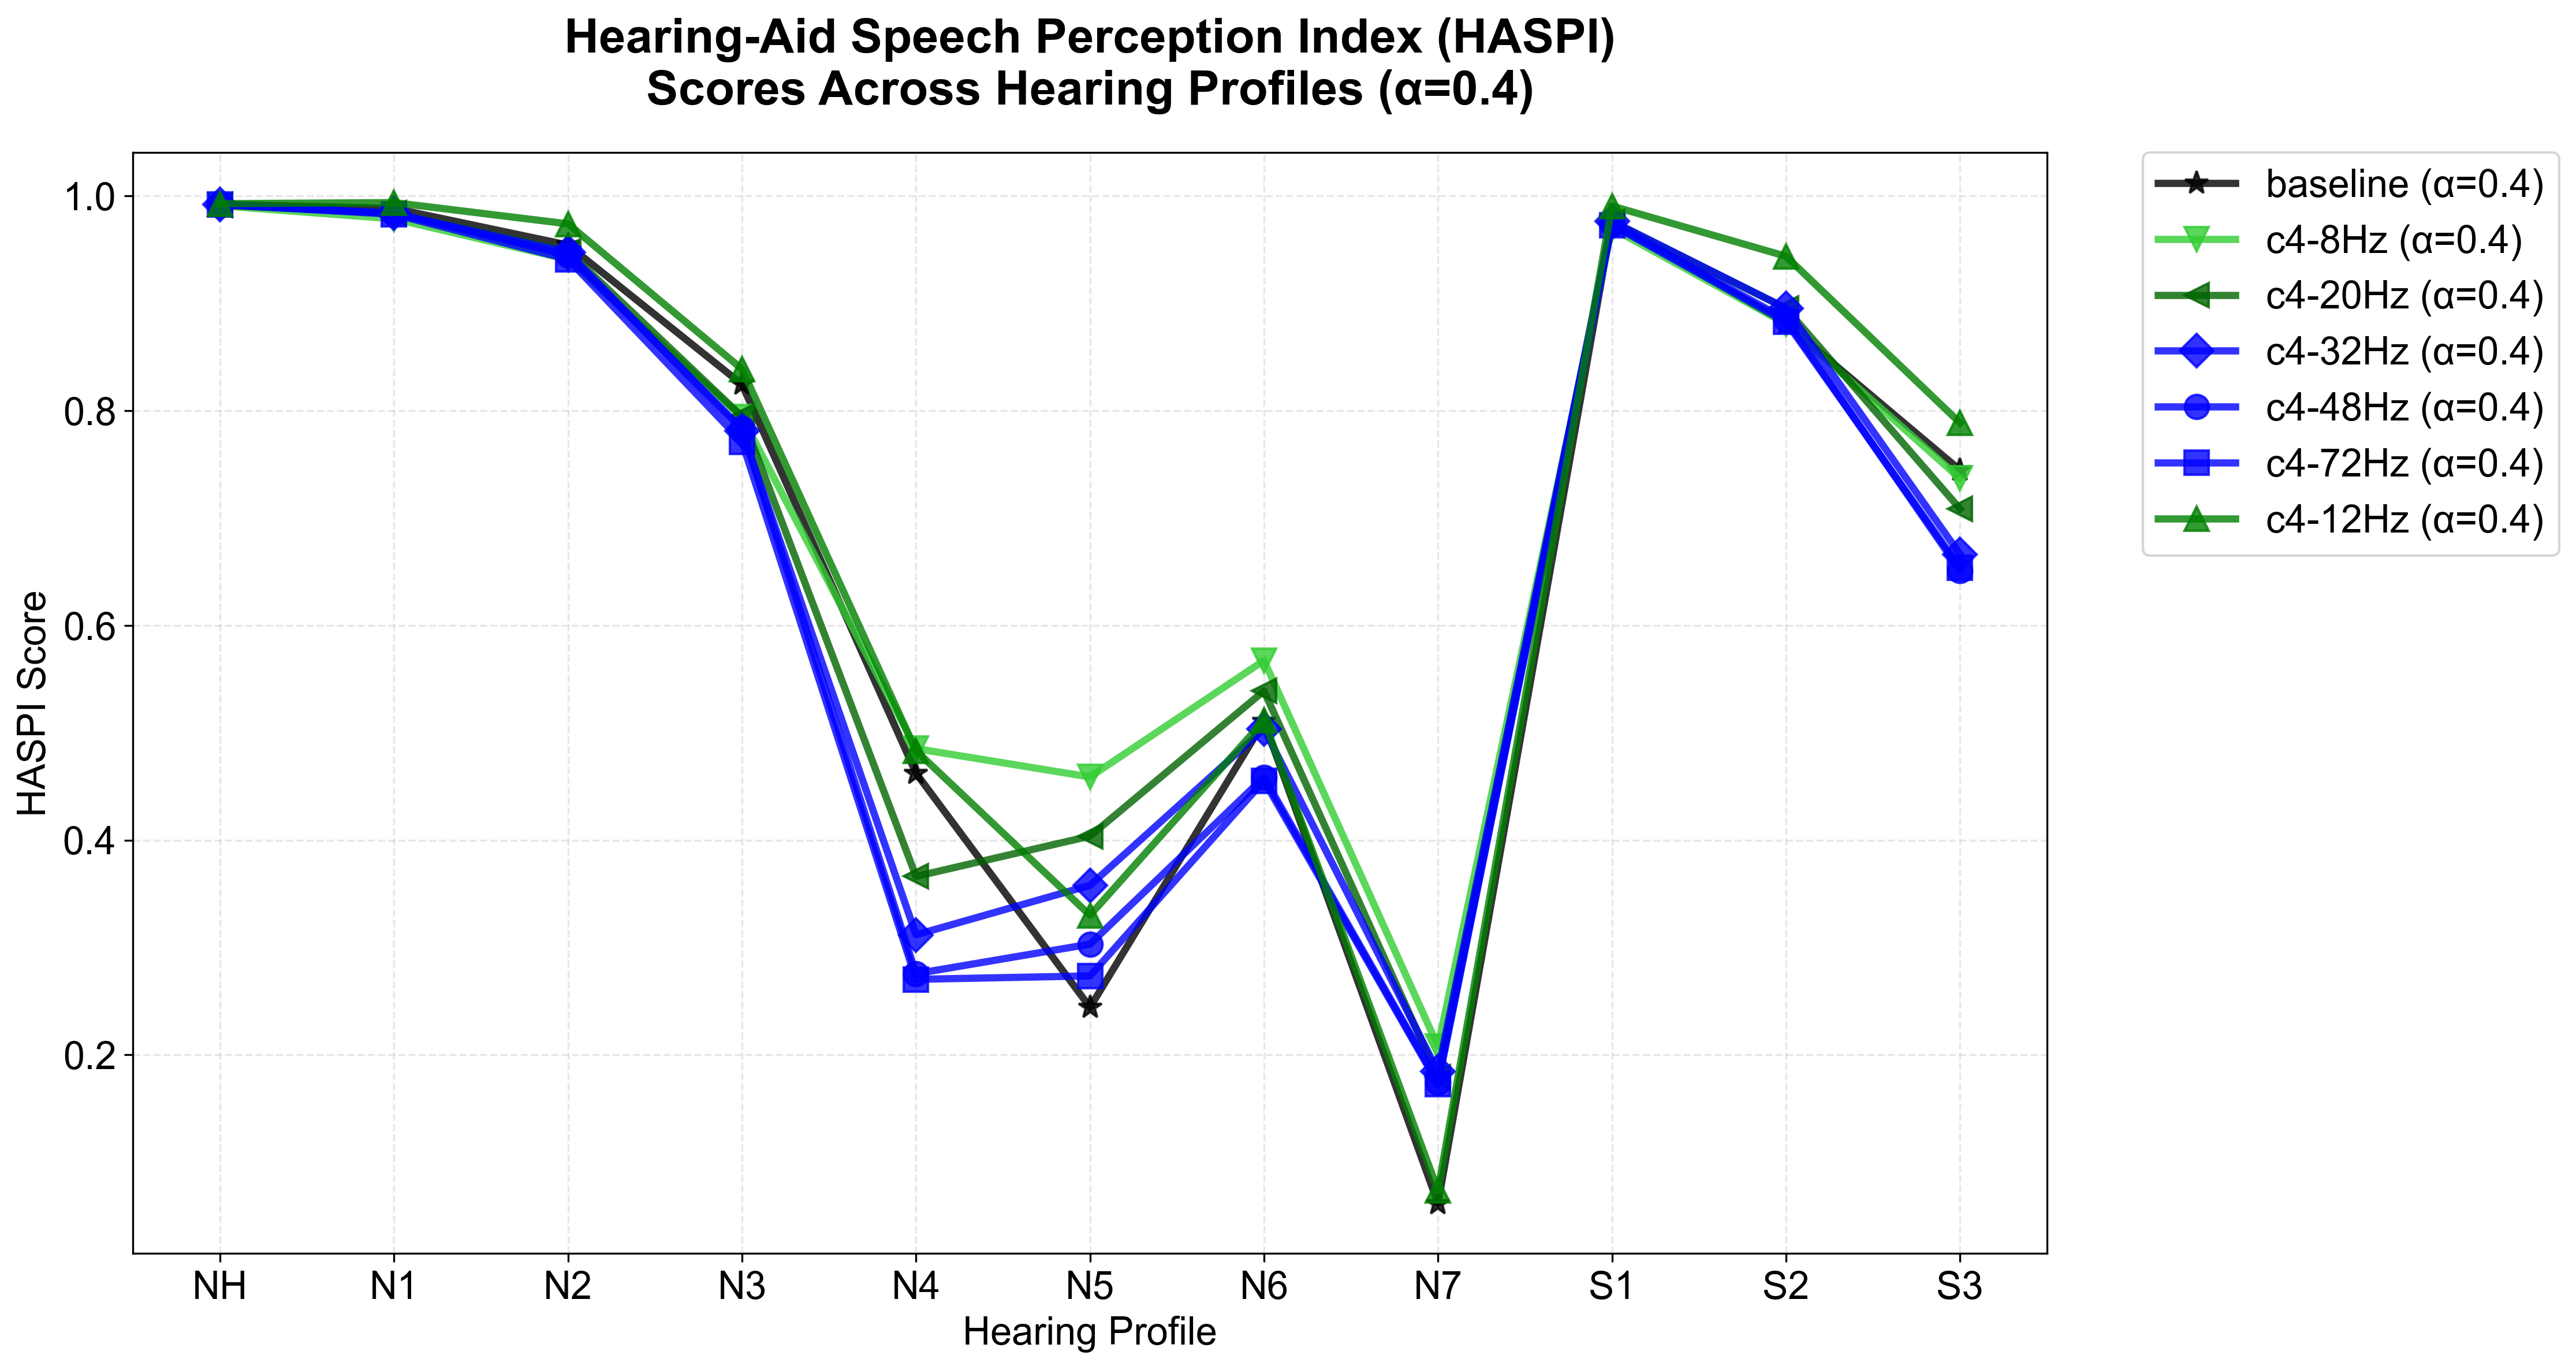 Hearing-Aid Speech Perception Index (HASPI)
Scores Across Hearing Profiles (α=0.4)
1.0
0.8
0.6
0.4
0.2
HASPI Score
NH N1 N2 N3 N4 N5 N6 N7 S1 S2 S3
Hearing Profile
baseline (α=0.4)
c4-8Hz (α=0.4)
c4-20Hz (α=0.4)
c4-32Hz (α=0.4)
c4-48Hz (α=0.4)
c4-72Hz (α=0.4)
c4-12Hz (α=0.4)